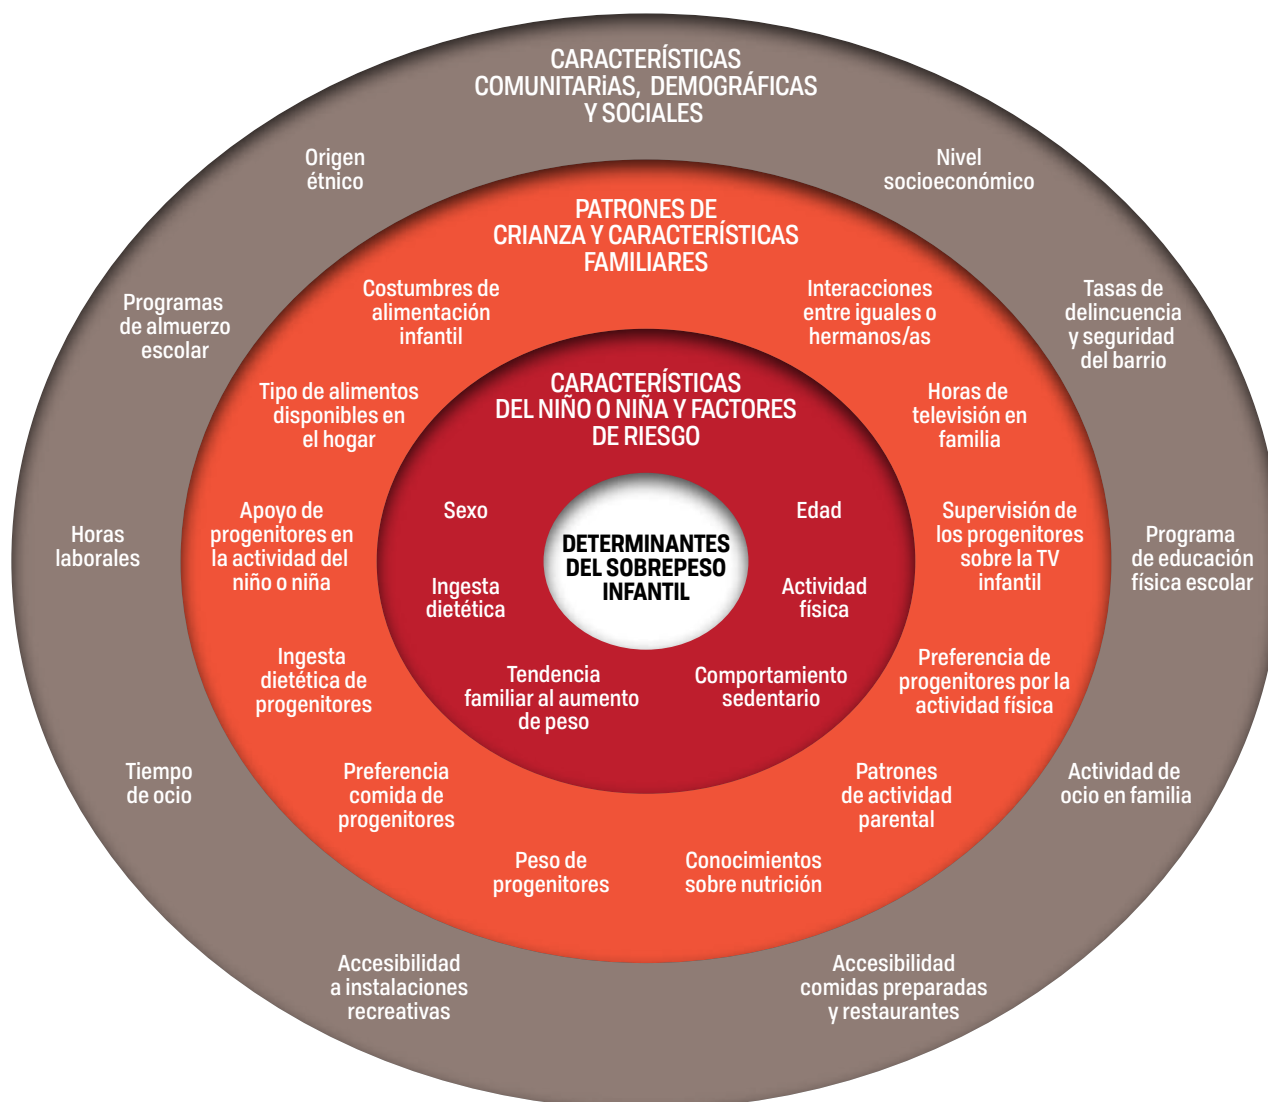 CARACTERÍSTICAS
COMUNITARiAS, DEMOGRÁFICAS
Y SOCIALES
Origen
étnico
Nivel
socioeconómico
Programas
de almuerzo
escolar
Tasas de
delincuencia
y seguridad
del barrio
Horas
laborales
Programa
de educación
física escolar
Tiempo
de ocio
Actividad de
ocio en familia
Accesibilidad
a instalaciones
recreativas
Accesibilidad
comidas preparadas
y restaurantes
PATRONES DE
CRIANZA Y CARACTERÍSTICAS
FAMILIARES
Costumbres de
alimentación
infantil
Interacciones
entre iguales o
hermanos/as
Tipo de alimentos
disponibles en
el hogar
Horas de
televisión en
familia
Apoyo de
progenitores en
la actividad del
niño o niña
Supervisión de
los progenitores
sobre la TV
infantil
Ingesta
dietética de
progenitores
Preferencia de
progenitores por la
actividad física
Preferencia
comida de
progenitores
Patrones
de actividad
parental
Peso de
progenitores
Conocimientos
sobre nutrición
CARACTERÍSTICAS
DEL NIÑO O NIÑA Y FACTORES
DE RIESGO
Sexo
Edad
Ingesta
dietética
Actividad
física
Tendencia
familiar al aumento
de peso
Comportamiento
sedentario
DETERMINANTES
DEL SOBREPESO
INFANTIL